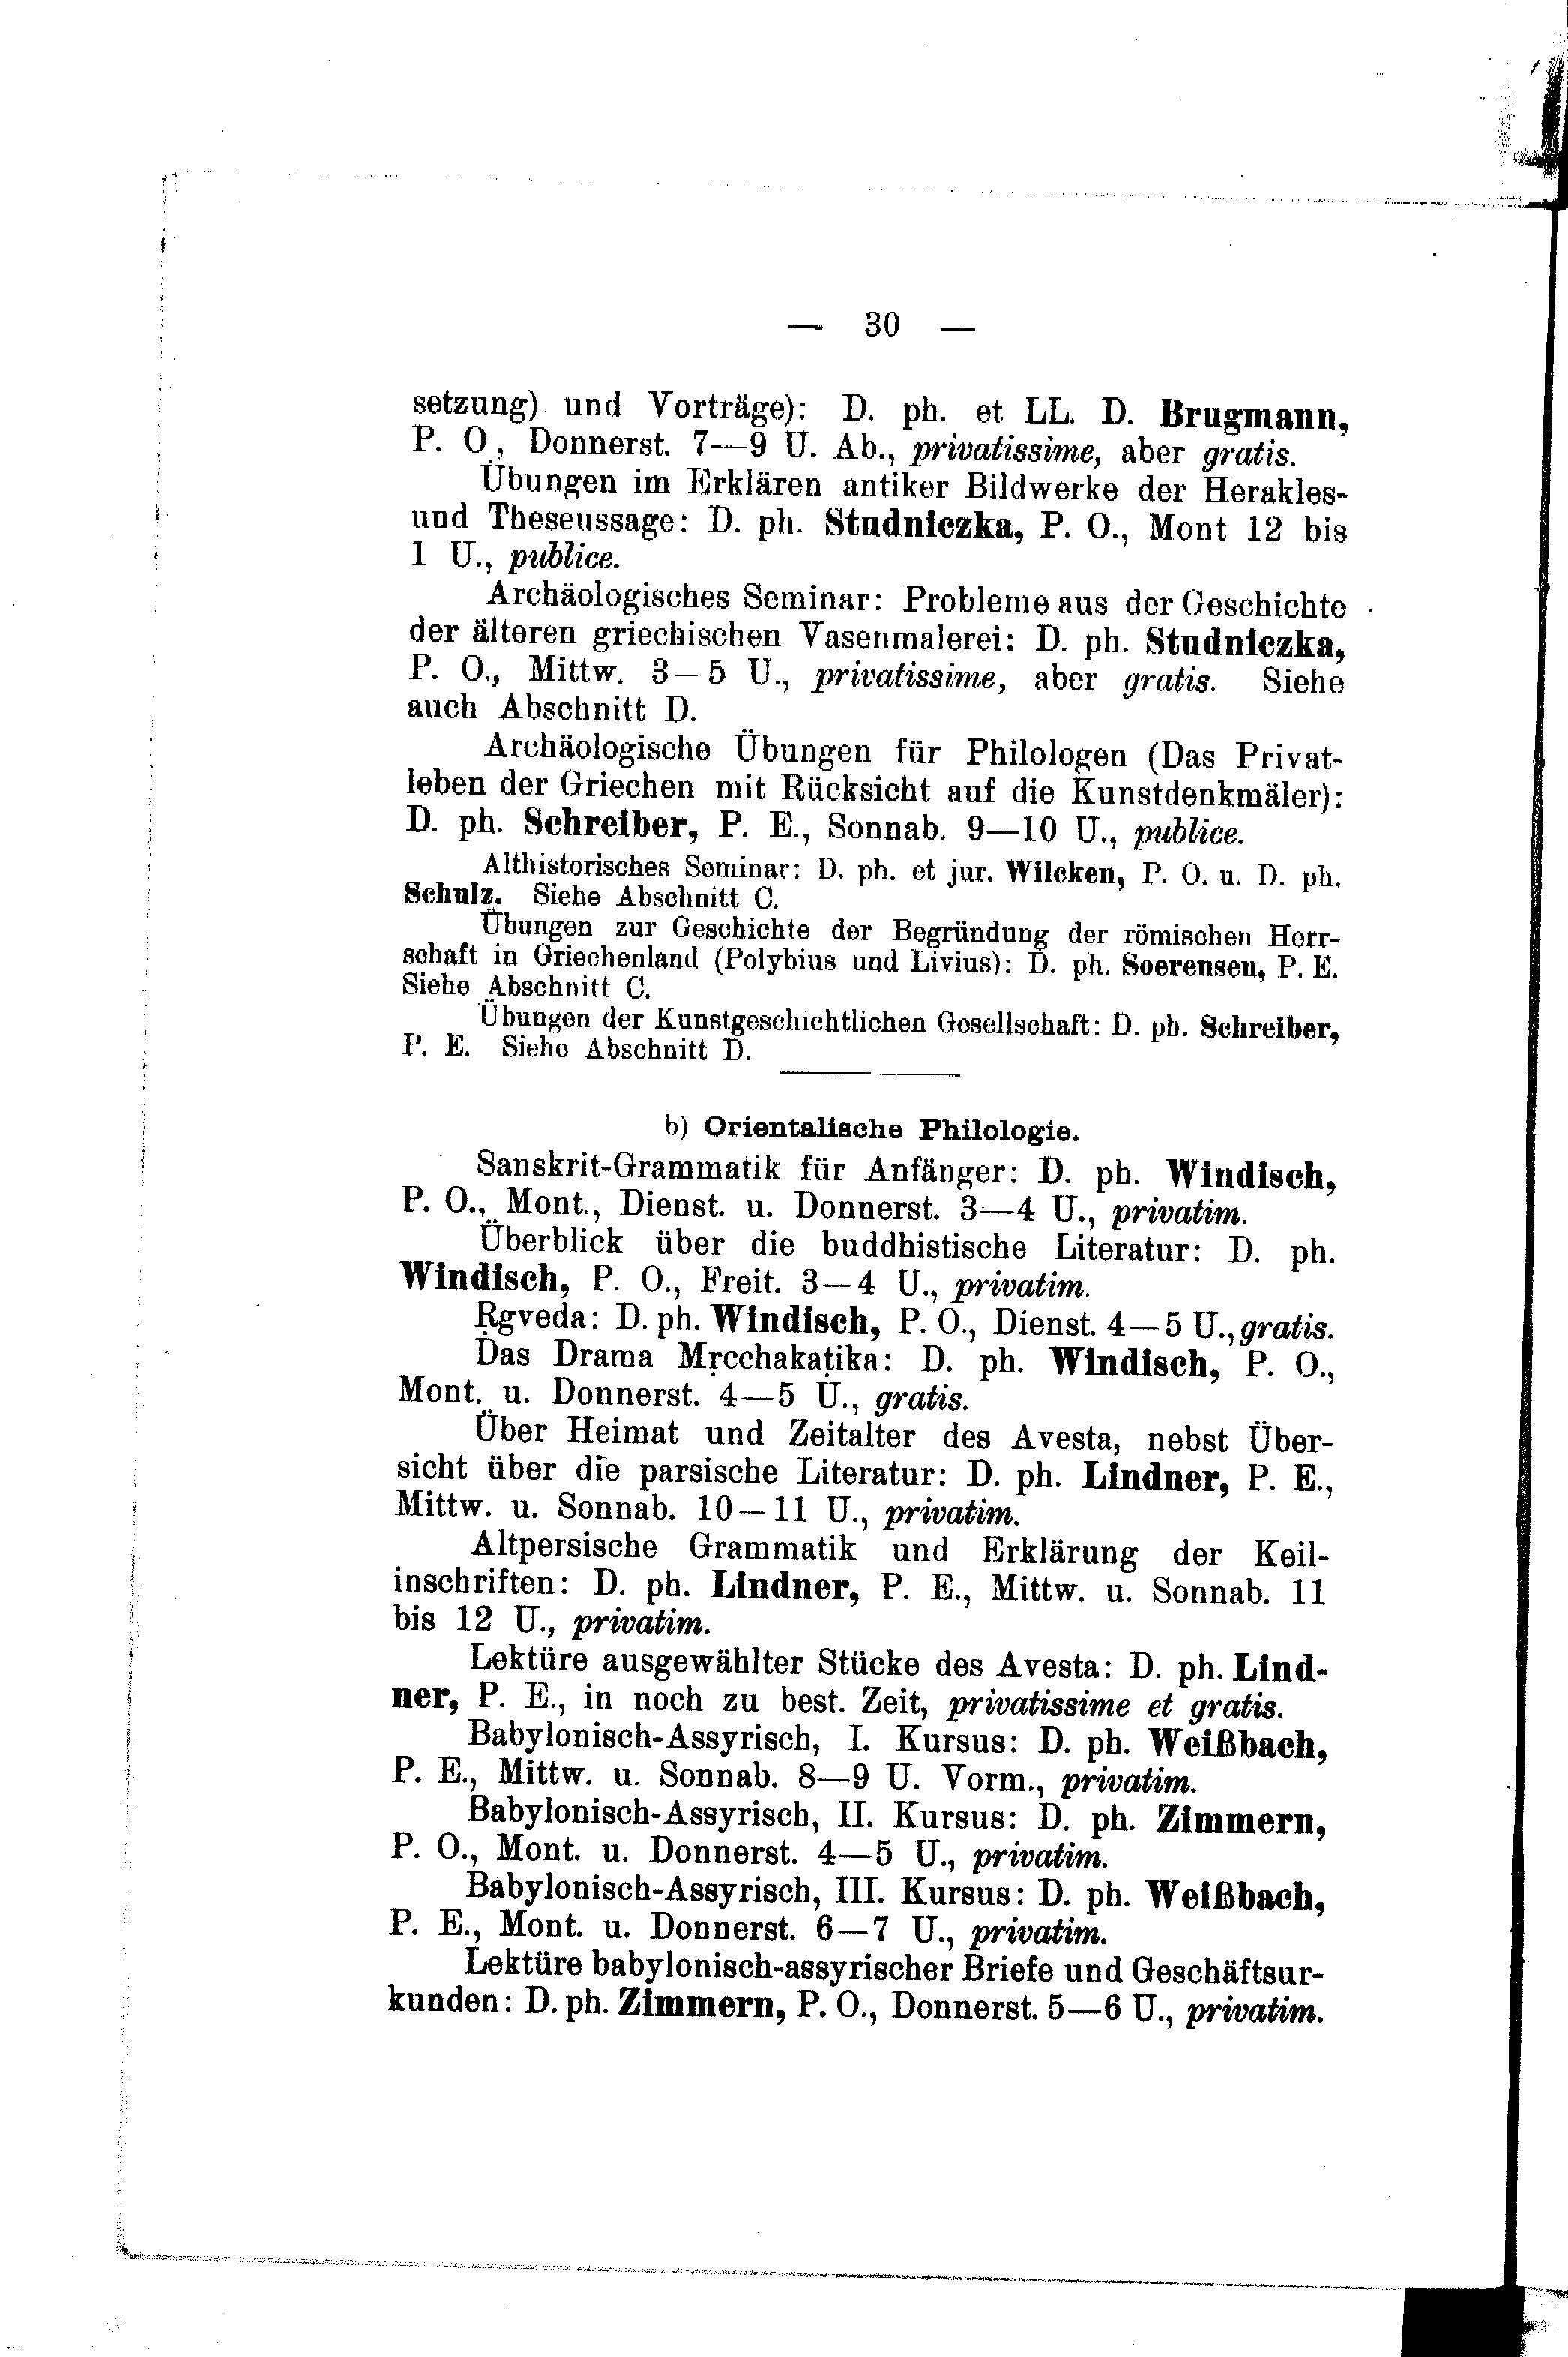 — 30 —
setzung) und Vorträge): D. ph. et LL. D. Brugmann,
P. O., Donnerst. 7—9 U. Ab., privatissime, aber gratis.
Übungen im Erklären antiker Bildwerke der Herakles-
und Theseussage: D. ph. Studniczka, P. O., Mont 12 bis
1 U., publice.
Archäologisches Seminar: Probleme aus der Geschichte
der älteren griechischen Vasenmalerei: D. ph. Studniczka,
P. O., Mittw. 3—5 U., privatissime, aber gratis. Siehe
auch Abschnitt D.
Archäologische Übungen für Philologen (Das Privat-
leben der Griechen mit Rücksicht auf die Kunstdenkmäler):
D. ph. Schreiber, P. E., Sonnab. 9—10 U., publice.
Althistorisches Seminar: D. ph. et jur. Wilcken, P. O. u. D. ph.
Schulz. Siehe Abschnitt C.
Übungen zur Geschichte der Begründung der römischen Herr-
schaft in Griechenland (Polybius und Livius): D. ph. Soerensen, P. E.
Siehe Abschnitt C.
Übungen der Kunstgeschichtlichen Gesellschaft: D. ph. Schreiber,
P. E. Siehe Abschnitt D.
b) Orientalische Philologie.
Sanskrit-Grammatik für Anfänger: D. ph. Windisch,
P. O., Mont., Dienst. u. Donnerst. 3—4 U., privatim.
Überblick über die buddhistische Literatur: D. ph.
Windisch, P. O., Freit. 3—4 U., privatim.
Ṛgveda: D. ph. Windisch, P. O., Dienst. 4—5 U., gratis.
Das Drama Mṛcchakaṭika: D. ph. Windisch, P. O.,
Mont. u. Donnerst. 4—5 U., gratis.
Über Heimat und Zeitalter des Avesta, nebst Über-
sicht über die parsische Literatur: D. ph. Lindner, P. E.,
Mittw. u. Sonnab. 10—11 U., privatim.
Altpersische Grammatik und Erklärung der Keil-
inschriften: D. ph. Lindner, P. E., Mittw. u. Sonnab. 11
bis 12 U., privatim.
Lektüre ausgewählter Stücke des Avesta: D. ph. Lind-
ner, P. E., in noch zu best. Zeit, privatissime et gratis.
Babylonisch-Assyrisch, I. Kursus: D. ph. Weißbach,
P. E., Mittw. u. Sonnab. 8—9 U. Vorm., privatim.
Babylonisch-Assyrisch, II. Kursus: D. ph. Zimmern,
P. O., Mont. u. Donnerst. 4—5 U., privatim.
Babylonisch-Assyrisch, III. Kursus: D. ph. Weißbach,
P. E., Mont. u. Donnerst. 6—7 U., privatim.
Lektüre babylonisch-assyrischer Briefe und Geschäftsur-
kunden: D. ph. Zimmern, P. O., Donnerst. 5—6 U., privatim.